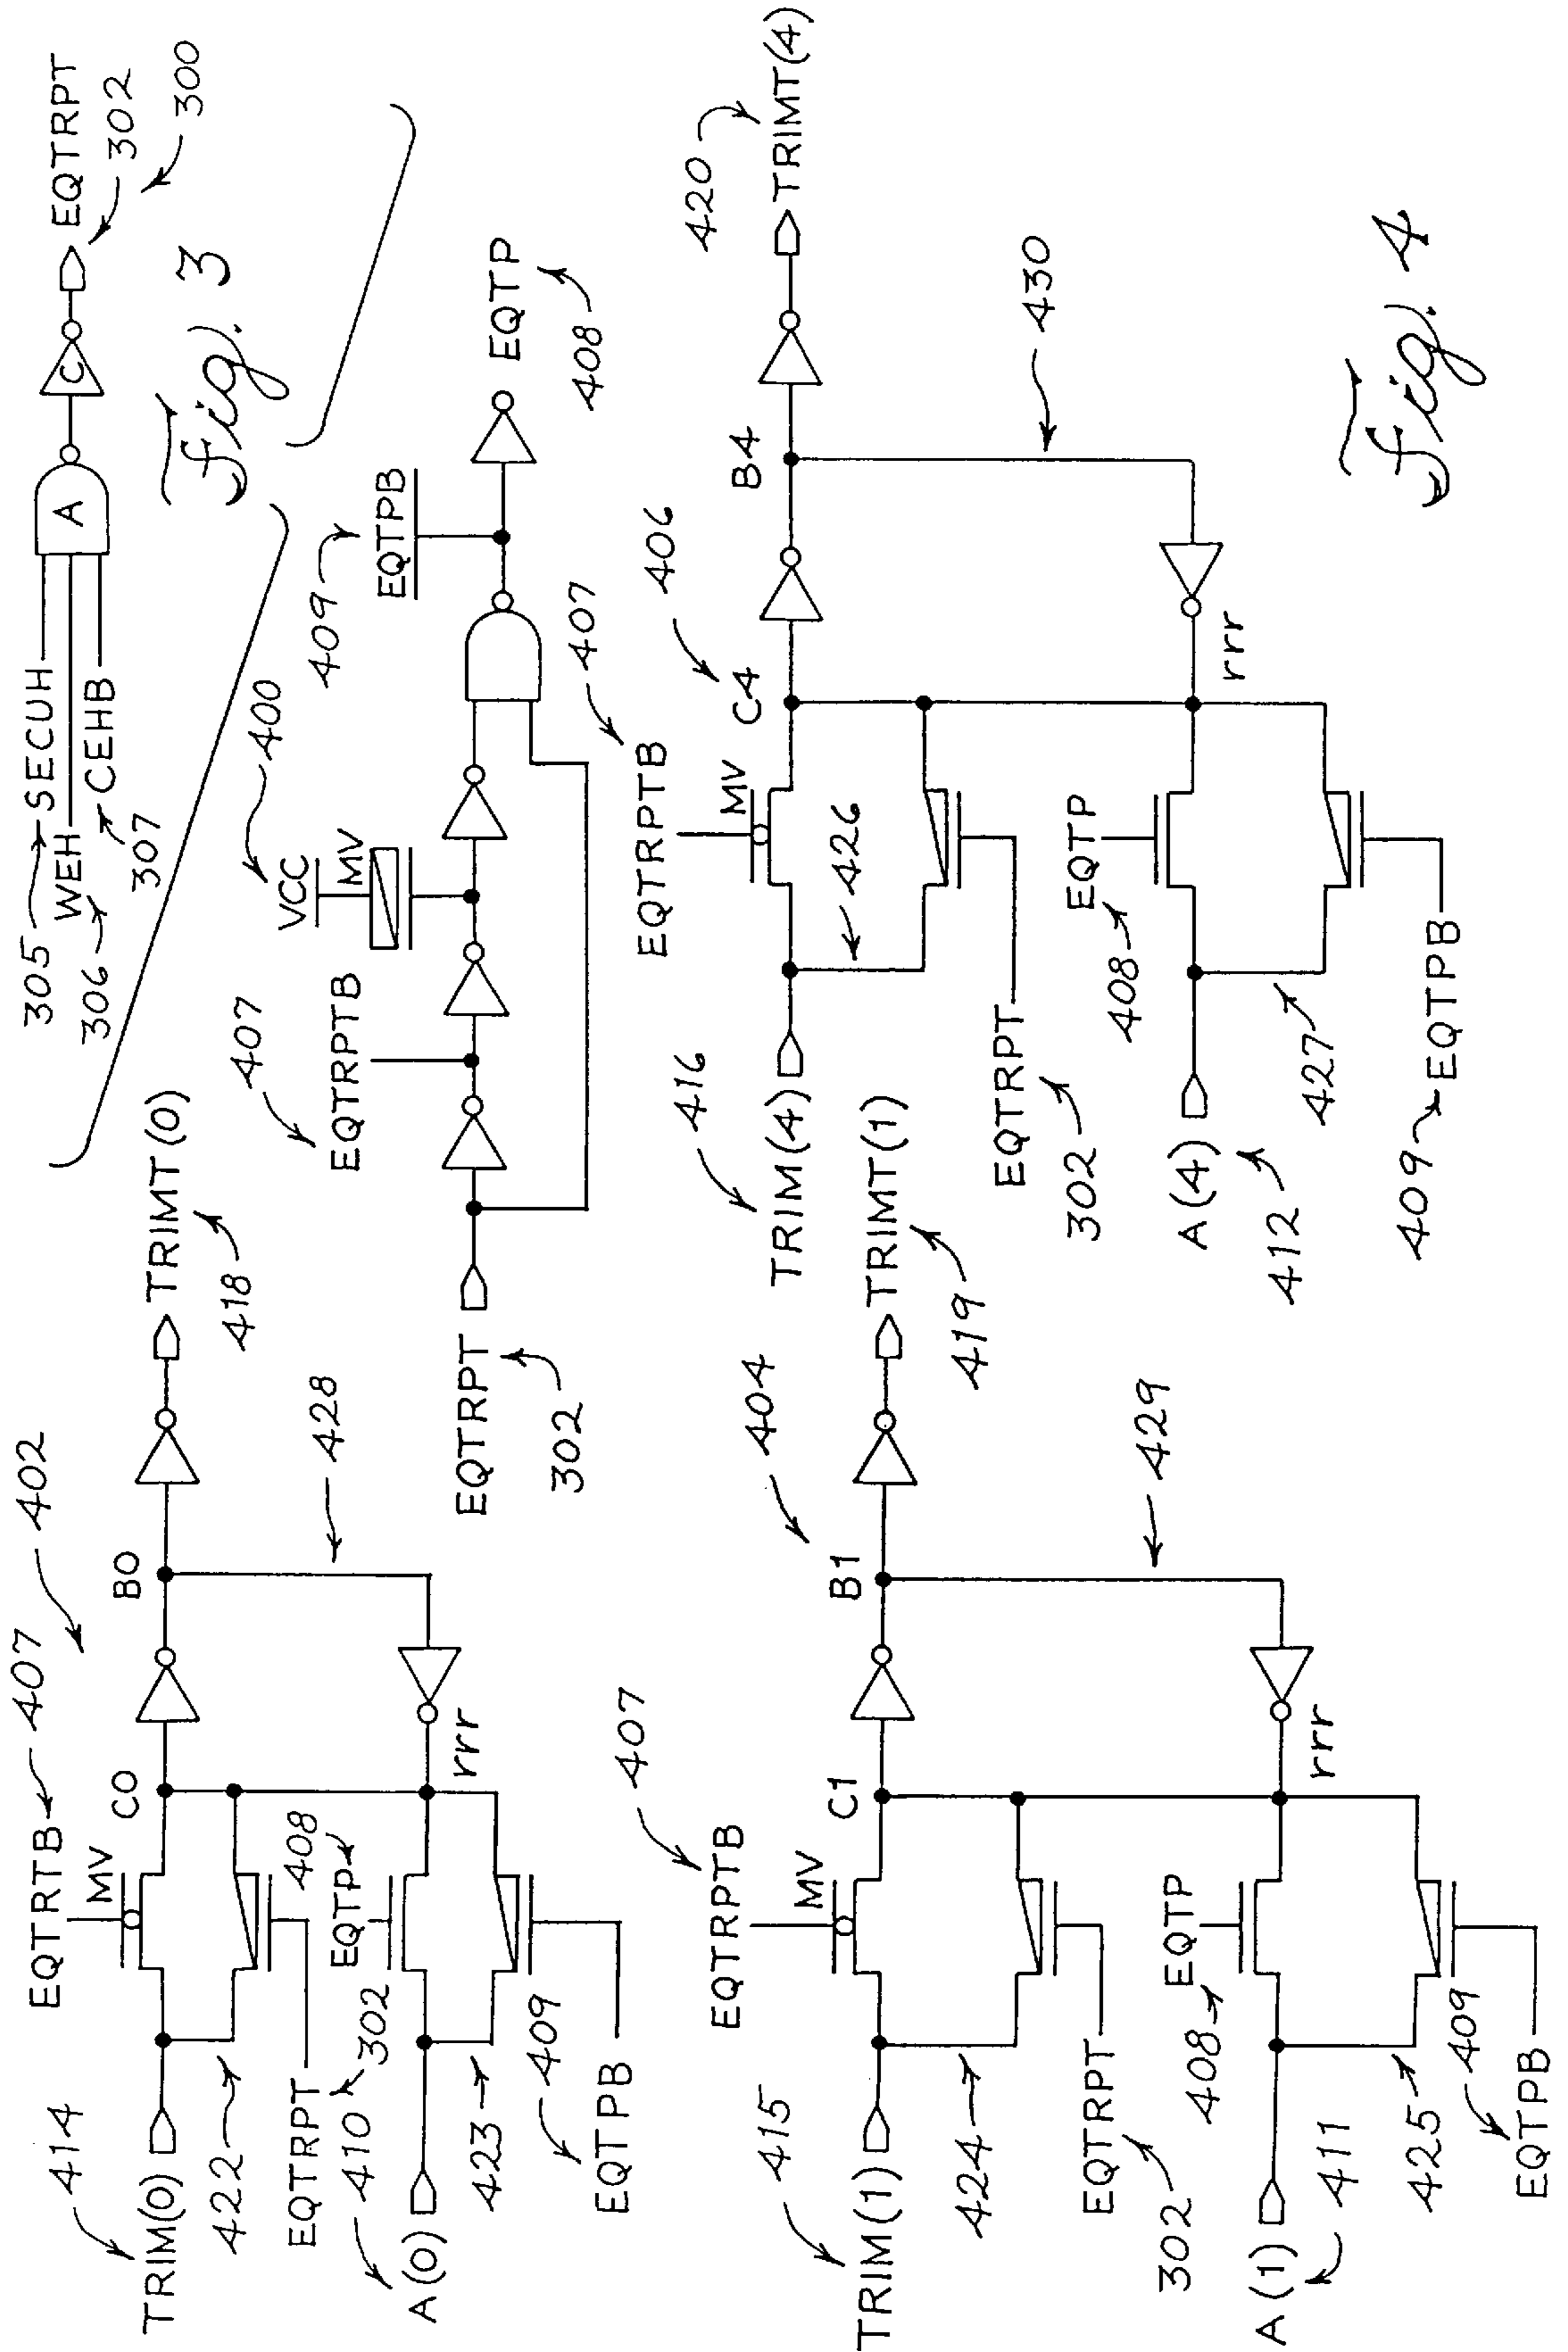 305 SECUH
WEH
306 CEHB
307
A
C
EQTRPT
302
300
Fig. 3
EQTRTB 407
402
MV
C0
B0
414
TRIM(0)
TRIMT(0)
418
422
EQTRPT
302
408
EQTP
428
rrr
410
A(0)
423
409
EQTPB
407
EQTRPTB
400
VCC
MV
409
EQTPB
EQTRPT
302
EQTP
408
407
EQTRPTB
MV
404
C1
B1
415
TRIM(1)
TRIMT(1)
419
424
EQTRPT
302
EQTP
408
429
rrr
A(1)
411
425
409
EQTPB
407
EQTRPTB
MV
406
C4
B4
420
TRIMT(4)
416
TRIM(4)
426
EQTRPT
302
EQTP
408
430
rrr
A(4)
412
427
409 EQTPB
Fig. 4